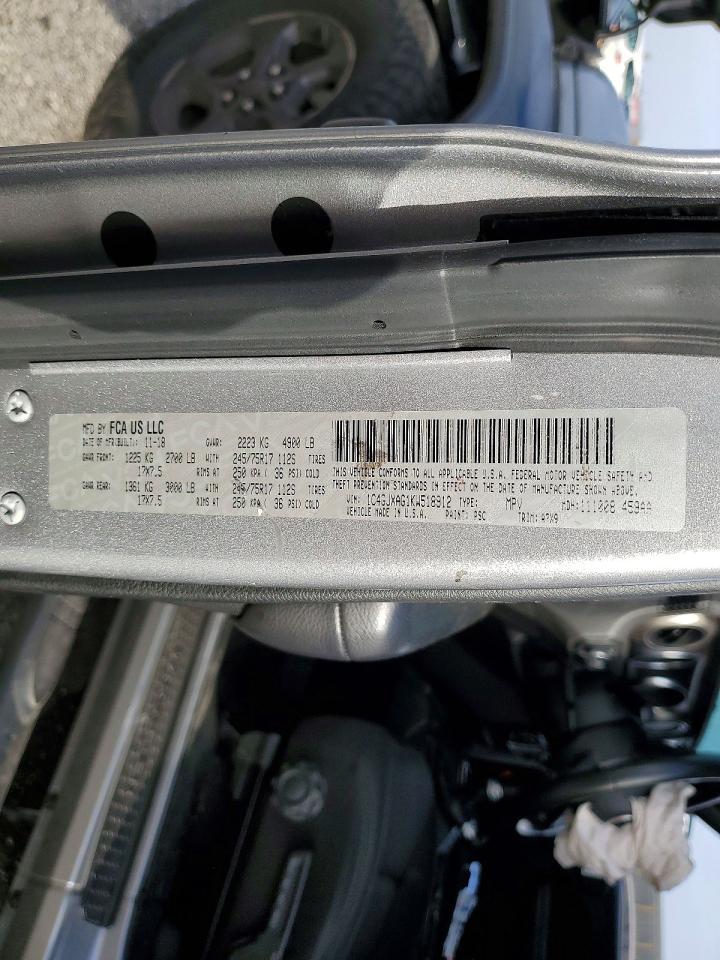 MFD BY FCA US LLC
DATE OF MFR(BUILT): 11-18 GVWR: 2223 KG 4900 LB
GAWR FRONT: 1225 KG 2700 LB WITH 245/75R17 112S TIRES
17X7.5 RIMS AT 250 KPA( 36 PSI) COLD
GAWR REAR: 1361 KG 3000 LB WITH 245/75R17 112S TIRES
17X7.5 RIMS AT 250 KPA( 36 PSI) COLD
THIS VEHICLE CONFORMS TO ALL APPLICABLE U.S.A. FEDERAL MOTOR VEHICLE SAFETY AND
THEFT PREVENTION STANDARDS IN EFFECT ON THE DATE OF MANUFACTURE SHOWN ABOVE.
VIN: 1C4GJXAG1KW518912 TYPE: MPV MDH:111008 459AA
VEHICLE MADE IN U.S.A. PAINT: PSC TRIM: A7X9